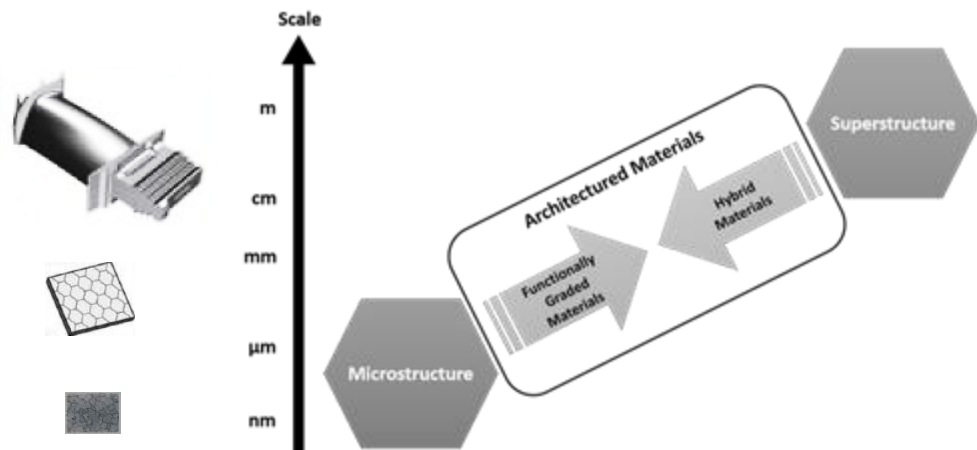 Scale
m
cm
mm
µm
nm
Superstructure
Architectured Materials
Hybrid
Materials
Functionally
Graded
Materials
Microstructure